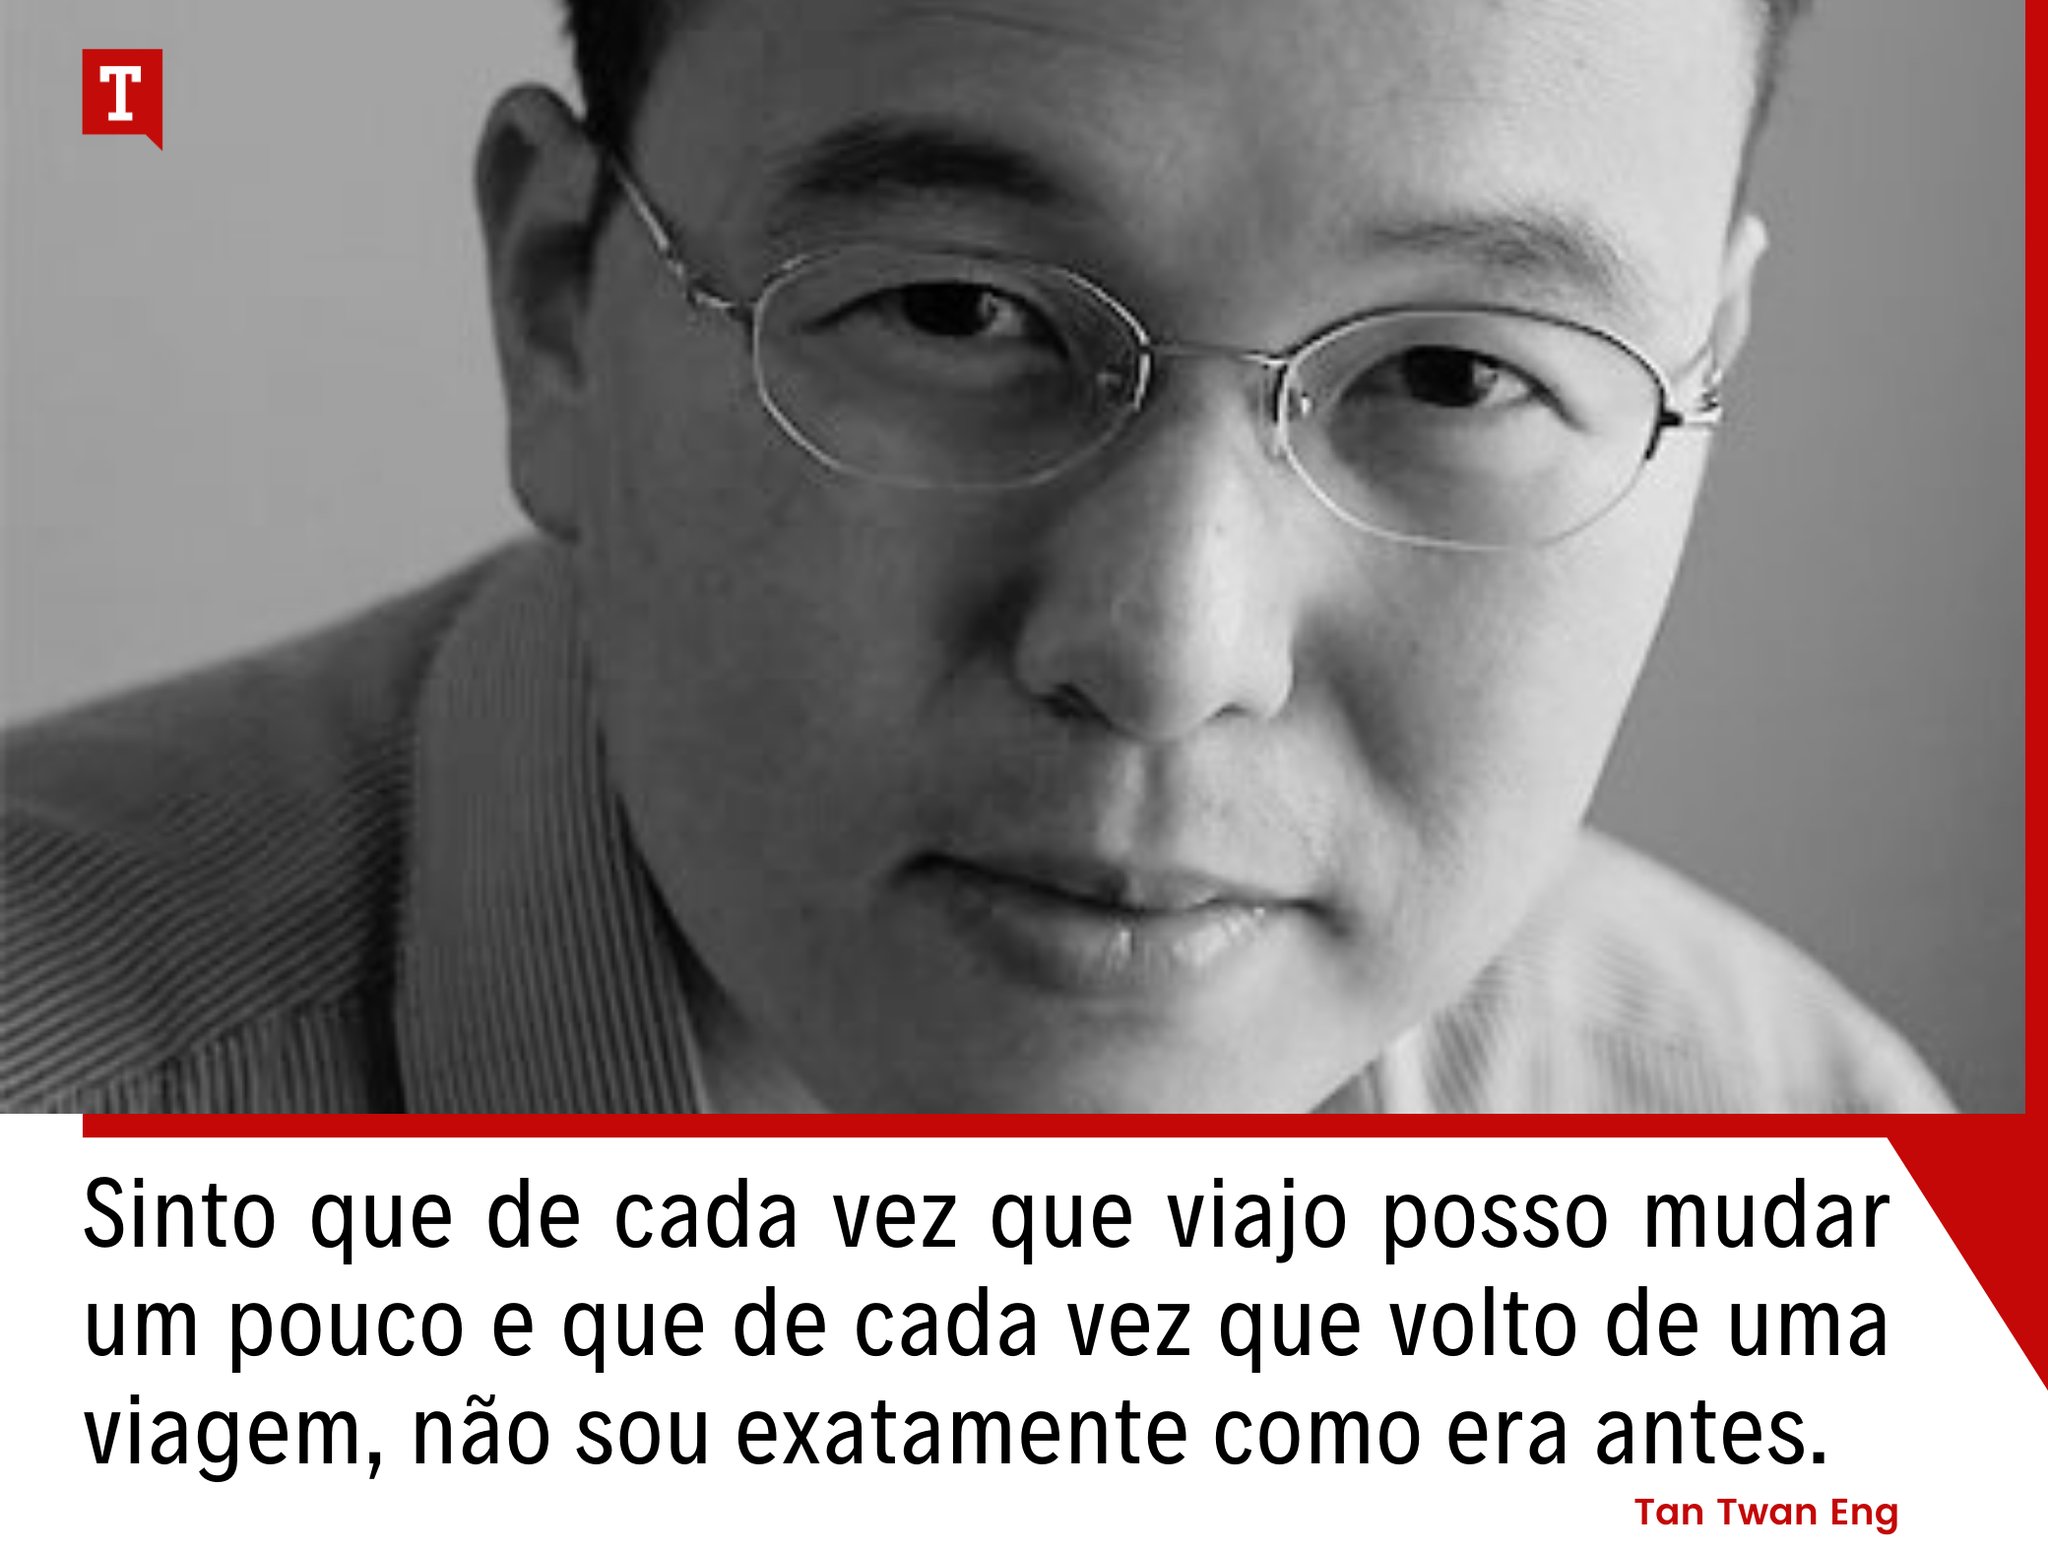 T
Sinto que de cada vez que viajo posso mudar
um pouco e que de cada vez que volto de uma
viagem, não sou exatamente como era antes.
Tan Twan Eng